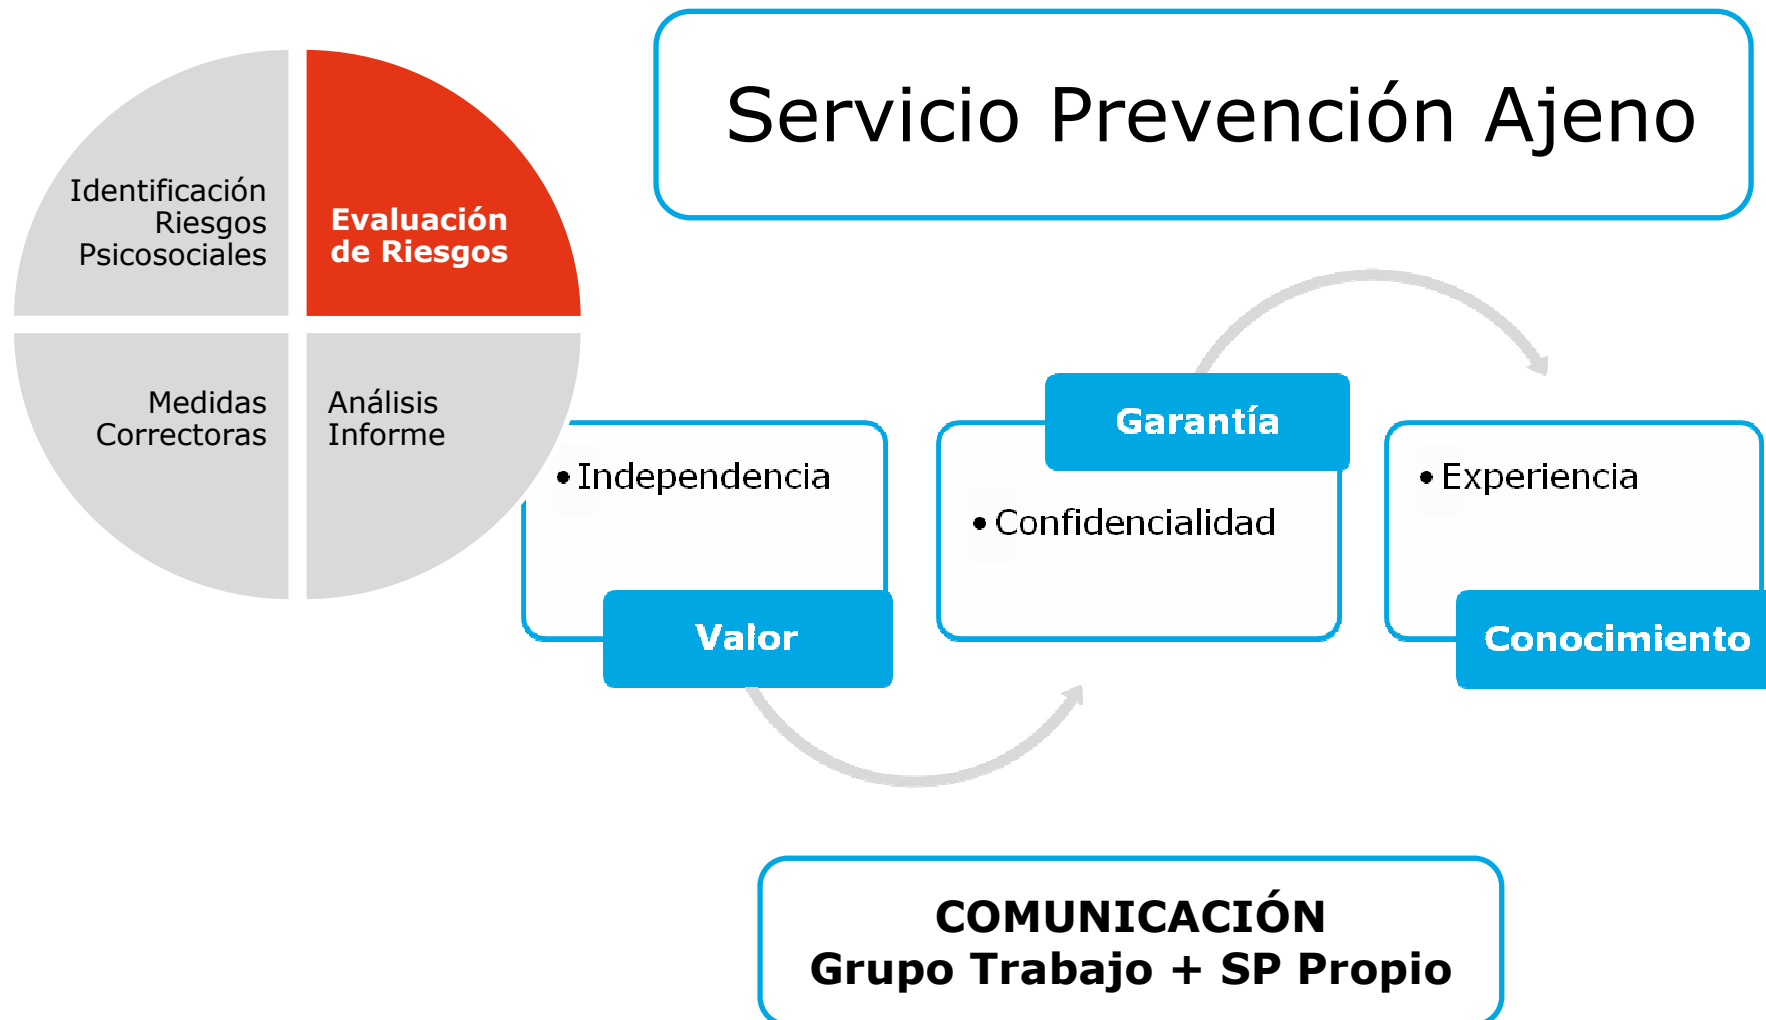 Servicio Prevención Ajeno
Identificación
Riesgos
Psicosociales
Evaluación
de Riesgos
Medidas
Correctoras
Análisis
Informe
• Independencia
Valor
Garantía
• Confidencialidad
• Experiencia
Conocimiento
COMUNICACIÓN
Grupo Trabajo + SP Propio